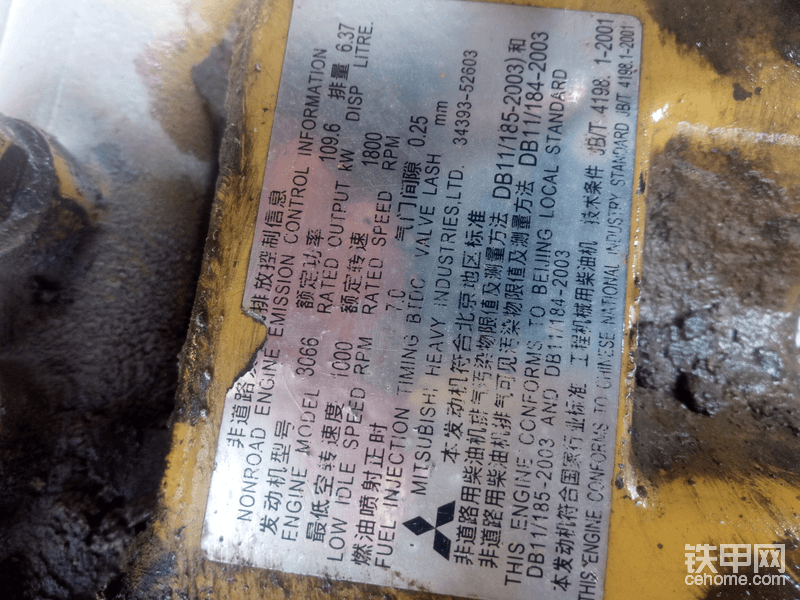 非道路 排放控制信息
NONROAD ENGINE EMISSION CONTROL INFORMATION
发动机型号 额定功率 排量 6.37
ENGINE MODEL 3066 RATED OUTPUT 109.6 kW DISP LITRE.
最低空转速度 额定转速
LOW IDLE SPEED 1000 RPM RATED SPEED 1800 RPM
燃油喷射正时 气门间隙
FUEL INJECTION TIMING 7.0 BTDC VALVE LASH 0.25 mm
MITSUBISHI HEAVY INDUSTRIES,LTD. 34393-52603
本发动机符合北京地区标准
非道路用柴油机排气污染物限值及测量方法 DB11/185-2003)和
非道路用柴油机排气可见污染物限值及测量方法 DB11/184-2003
THIS ENGINE CONFORMS TO BEIJING LOCAL STANDARD
DB11/185-2003 AND DB11/184-2003
本发动机符合国家行业标准 工程机械用柴油机 技术条件 JB/T 4198.1-2001
THIS ENGINE CONFORMS TO CHINESE NATIONAL INDUSTRY STANDARD JB/T 4198.1-2001
铁甲网
cehome.com